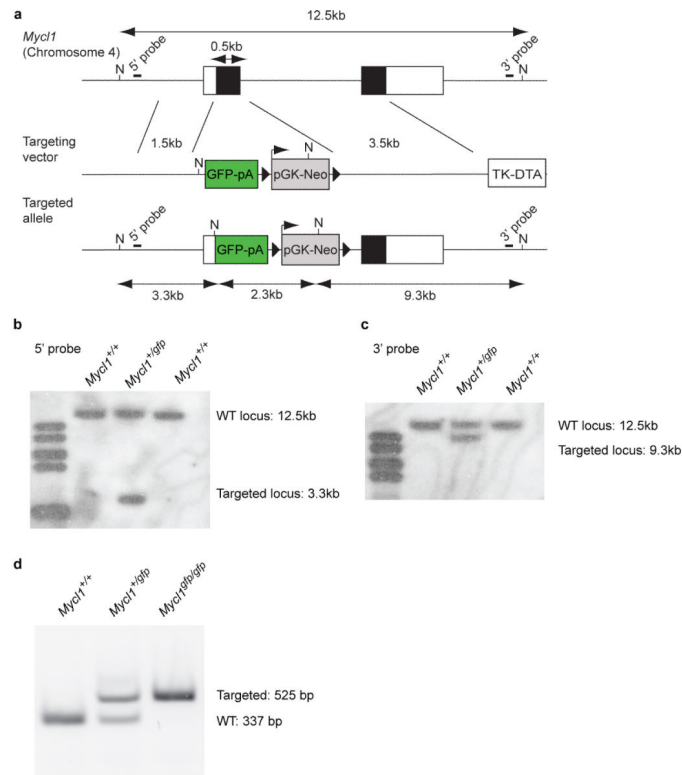 a
12.5kb
Mycl1
(Chromosome 4)
N
5' probe
0.5kb
3' probe
N
Targeting
vector
1.5kb
3.5kb
N
GFP-pA
pGK-Neo
N
TK-DTA
Targeted
allele
N
5' probe
N
GFP-pA
pGK-Neo
N
3' probe
N
3.3kb
2.3kb
9.3kb
b
5' probe
Mycl1+/+
Mycl1+/gfp
Mycl1+/+
WT locus: 12.5kb
Targeted locus: 3.3kb
c
3' probe
Mycl1+/+
Mycl1+/gfp
Mycl1+/+
WT locus: 12.5kb
Targeted locus: 9.3kb
d
Mycl1+/+
Mycl1+/gfp
Mycl1gfp/gfp
Targeted: 525 bp
WT: 337 bp